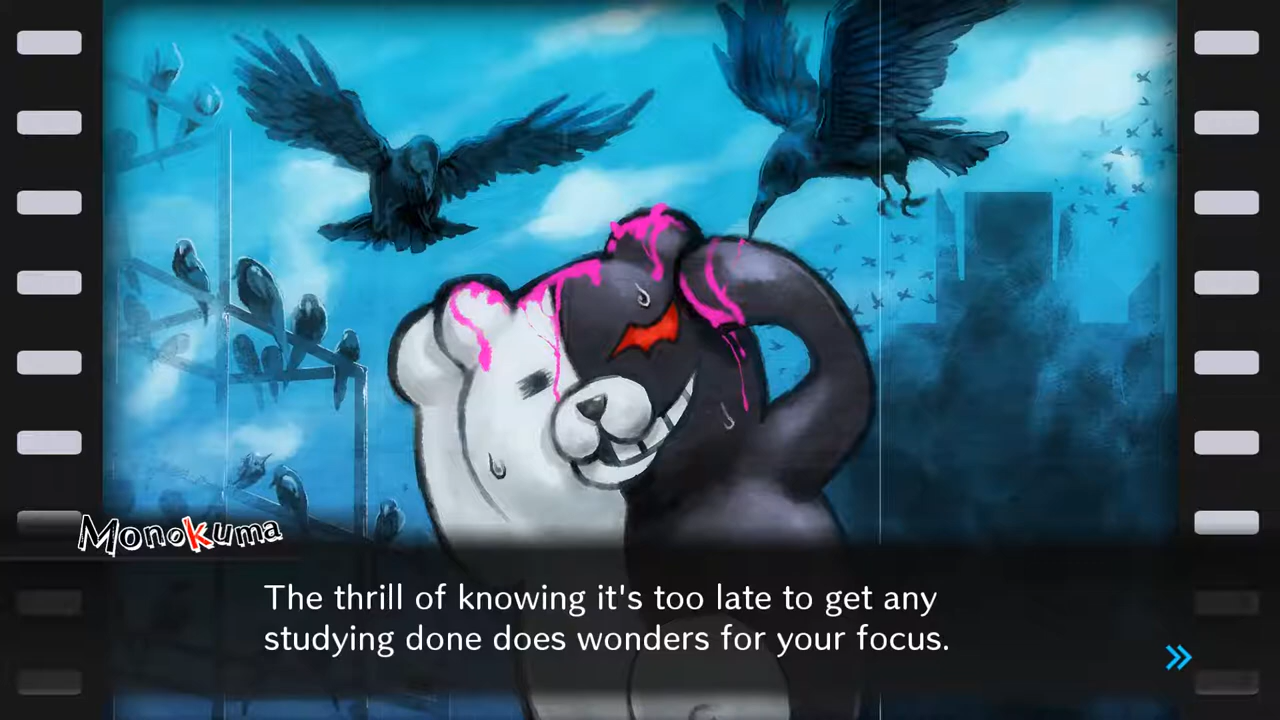 Monokuma
The thrill of knowing it's too late to get any
studying done does wonders for your focus.